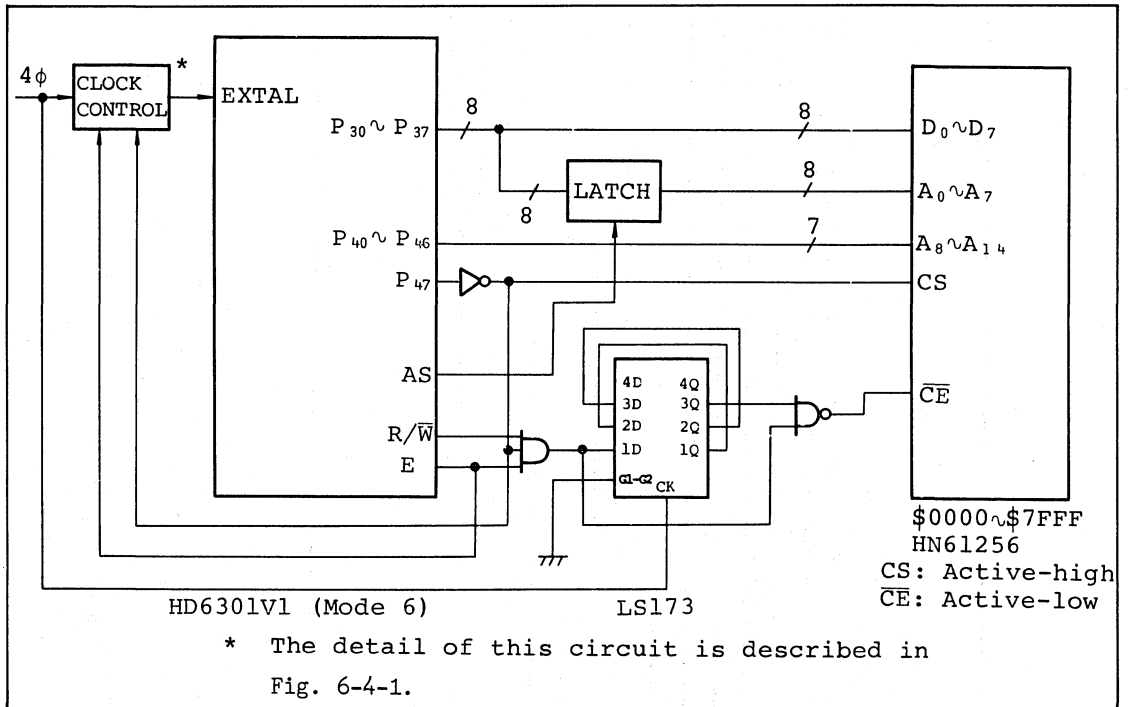 4φ
CLOCK
CONTROL
*
EXTAL
P30∿P37
8
8
D0∿D7
8
LATCH
8
A0∿A7
P40∿P46
7
A8∿A14
P47
CS
AS
4D 4Q
3D 3Q
2D 2Q
1D 1Q
G1-G2 CK
CE
R/W
E
$0000∿$7FFF
HN61256
CS: Active-high
CE: Active-low
HD6301V1 (Mode 6)
LS173
* The detail of this circuit is described in
Fig. 6-4-1.